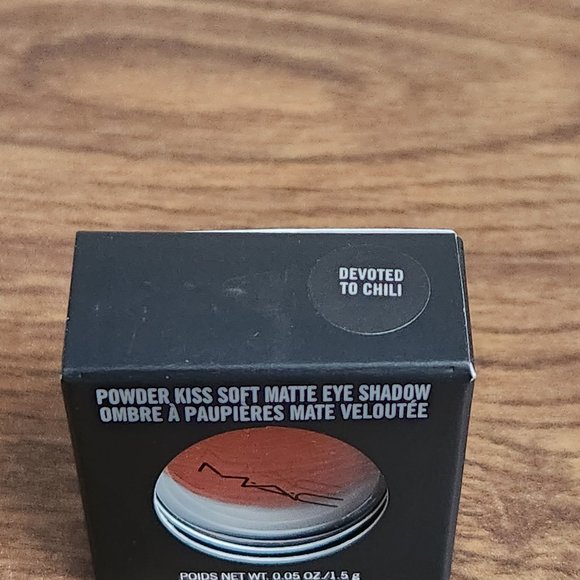 DEVOTED
TO CHILI
POWDER KISS SOFT MATTE EYE SHADOW
OMBRE À PAUPIÈRES MATE VELOUTÉE
MAC
POIDS NET WT. 0.05 OZ./1.5 g